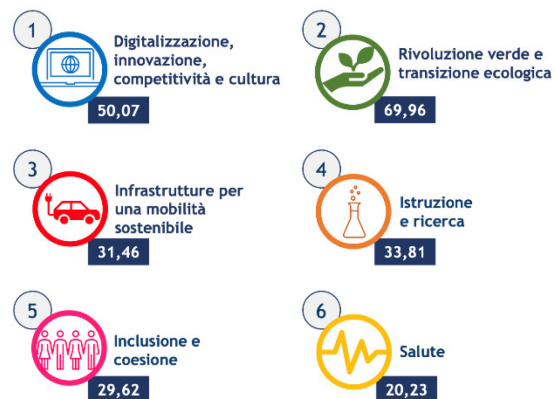 1
Digitalizzazione,
innovazione,
competitività e cultura
50,07
2
Rivoluzione verde e
transizione ecologica
69,96
3
Infrastrutture per
una mobilità
sostenibile
31,46
4
Istruzione
e ricerca
33,81
5
Inclusione e
coesione
29,62
6
Salute
20,23